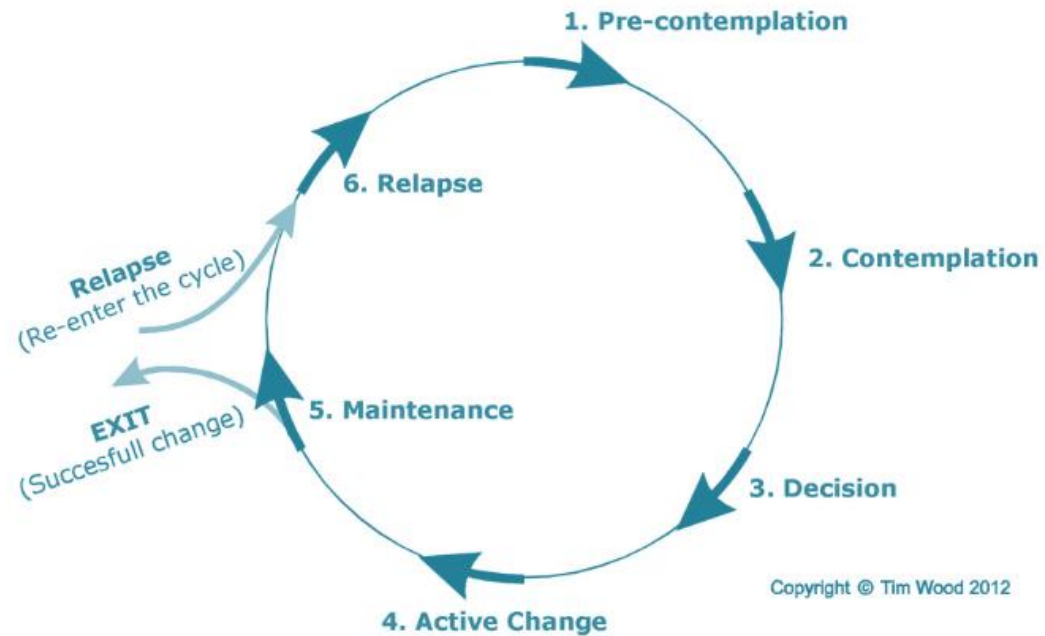 1. Pre-contemplation
2. Contemplation
3. Decision
4. Active Change
5. Maintenance
6. Relapse
Relapse
(Re-enter the cycle)
EXIT
(Succesfull change)
Copyright © Tim Wood 2012